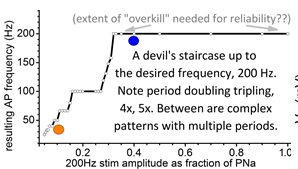 (extent of "overkill" needed for reliability??)
resulting AP frequency (Hz)
200
150
100
50
A devil's staircase up to
the desired frequency, 200 Hz.
Note period doubling tripling,
4x, 5x. Between are complex
patterns with multiple periods.
0.2
0.4
0.6
0.8
1.0
200Hz stim amplitude as fraction of PNa